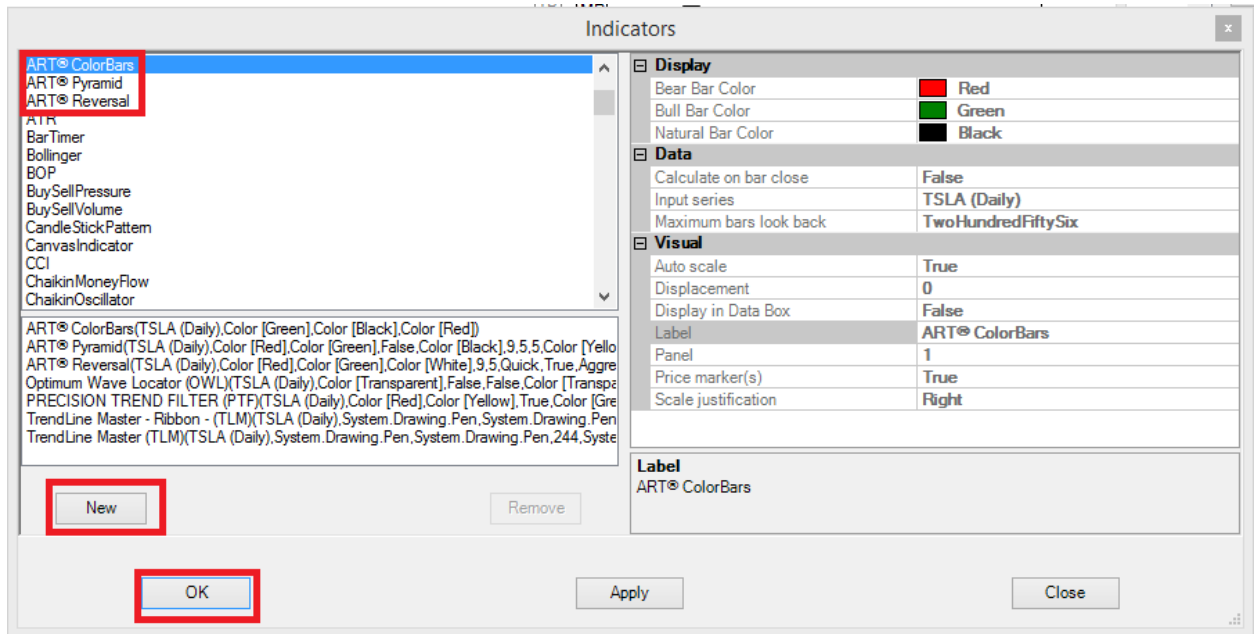 Indicators
x
ART® ColorBars
ART® Pyramid
ART® Reversal
ATR
BarTimer
Bollinger
BOP
BuySellPressure
BuySellVolume
CandleStickPattern
CanvasIndicator
CCI
ChaikinMoneyFlow
ChaikinOscillator
ART® ColorBars(TSLA (Daily),Color [Green],Color [Black],Color [Red])
ART® Pyramid(TSLA (Daily),Color [Red],Color [Green],False,Color [Black],9,5,5,Color [Yello
ART® Reversal(TSLA (Daily),Color [Red],Color [Green],Color [White],9,5,Quick,True,Aggre
Optimum Wave Locator (OWL)(TSLA (Daily),Color [Transparent],False,False,Color [Transpa
PRECISION TREND FILTER (PTF)(TSLA (Daily),Color [Red],Color [Yellow],True,Color [Gre
TrendLine Master - Ribbon - (TLM)(TSLA (Daily),System.Drawing.Pen,System.Drawing.Pen
TrendLine Master (TLM)(TSLA (Daily),System.Drawing.Pen,System.Drawing.Pen,244,Syste
New
Remove
Display
Bear Bar Color Red
Bull Bar Color Green
Natural Bar Color Black
Data
Calculate on bar close False
Input series TSLA (Daily)
Maximum bars look back TwoHundredFiftySix
Visual
Auto scale True
Displacement 0
Display in Data Box False
Label ART® ColorBars
Panel 1
Price marker(s) True
Scale justification Right
Label
ART® ColorBars
OK
Apply
Close